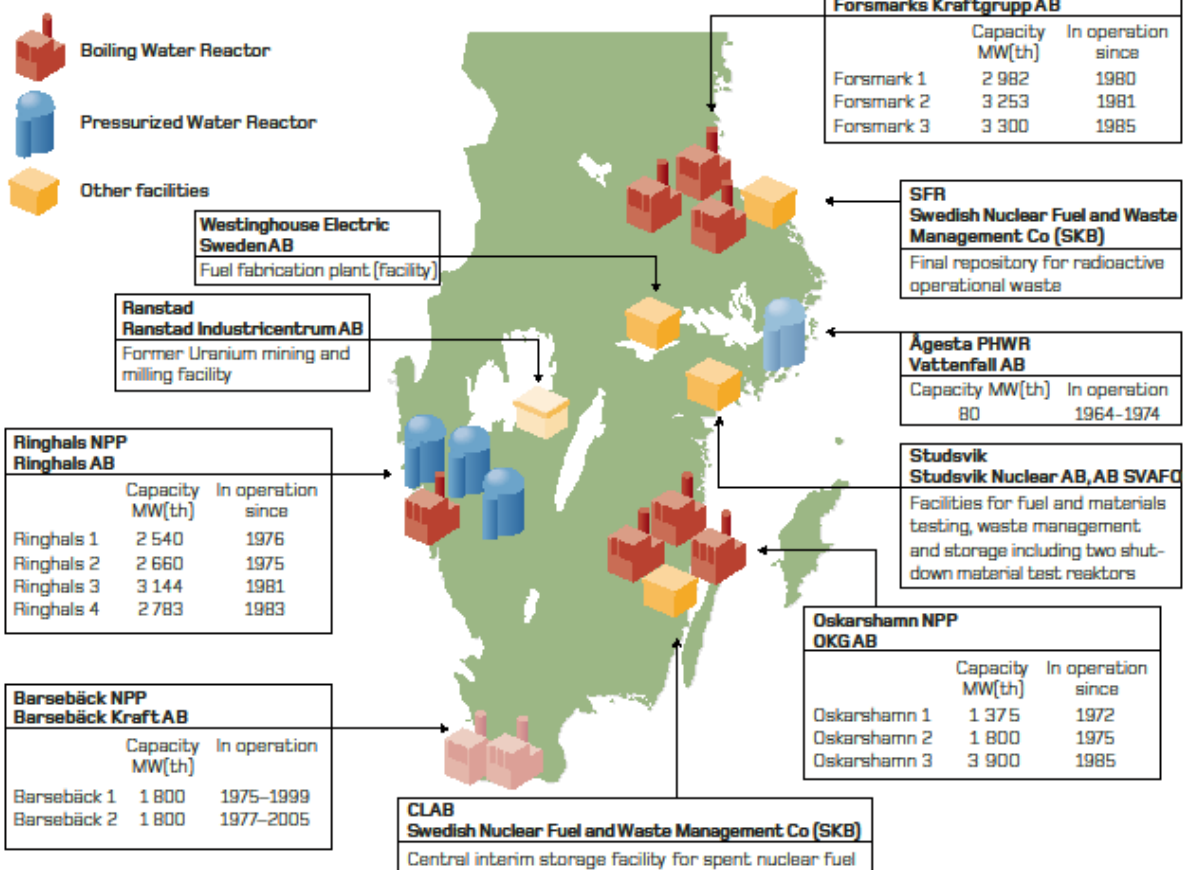 Boiling Water Reactor
Pressurized Water Reactor
Other facilities
Forsmarks Kraftgrupp AB
Capacity In operation
MW(th) since
Forsmark 1 2 982 1980
Forsmark 2 3 253 1981
Forsmark 3 3 300 1985
SFR
Swedish Nuclear Fuel and Waste
Management Co (SKB)
Final repository for radioactive
operational waste
Westinghouse Electric
Sweden AB
Fuel fabrication plant (facility)
Ranstad
Ranstad Industricentrum AB
Former Uranium mining and
milling facility
Ågesta PHWR
Vattenfall AB
Capacity MW(th) In operation
80 1964-1974
Studsvik
Studsvik Nuclear AB, AB SVAFO
Facilities for fuel and materials
testing, waste management
and storage including two shut-
down material test reaktors
Ringhals NPP
Ringhals AB
Capacity In operation
MW(th) since
Ringhals 1 2 540 1976
Ringhals 2 2 660 1975
Ringhals 3 3 144 1981
Ringhals 4 2 783 1983
Oskarshamn NPP
OKG AB
Capacity In operation
MW(th) since
Oskarshamn 1 1 375 1972
Oskarshamn 2 1 800 1975
Oskarshamn 3 3 900 1985
Barsebäck NPP
Barsebäck Kraft AB
Capacity In operation
MW(th)
Barsebäck 1 1 800 1975–1999
Barsebäck 2 1 800 1977–2005
CLAB
Swedish Nuclear Fuel and Waste Management Co (SKB)
Central interim storage facility for spent nuclear fuel